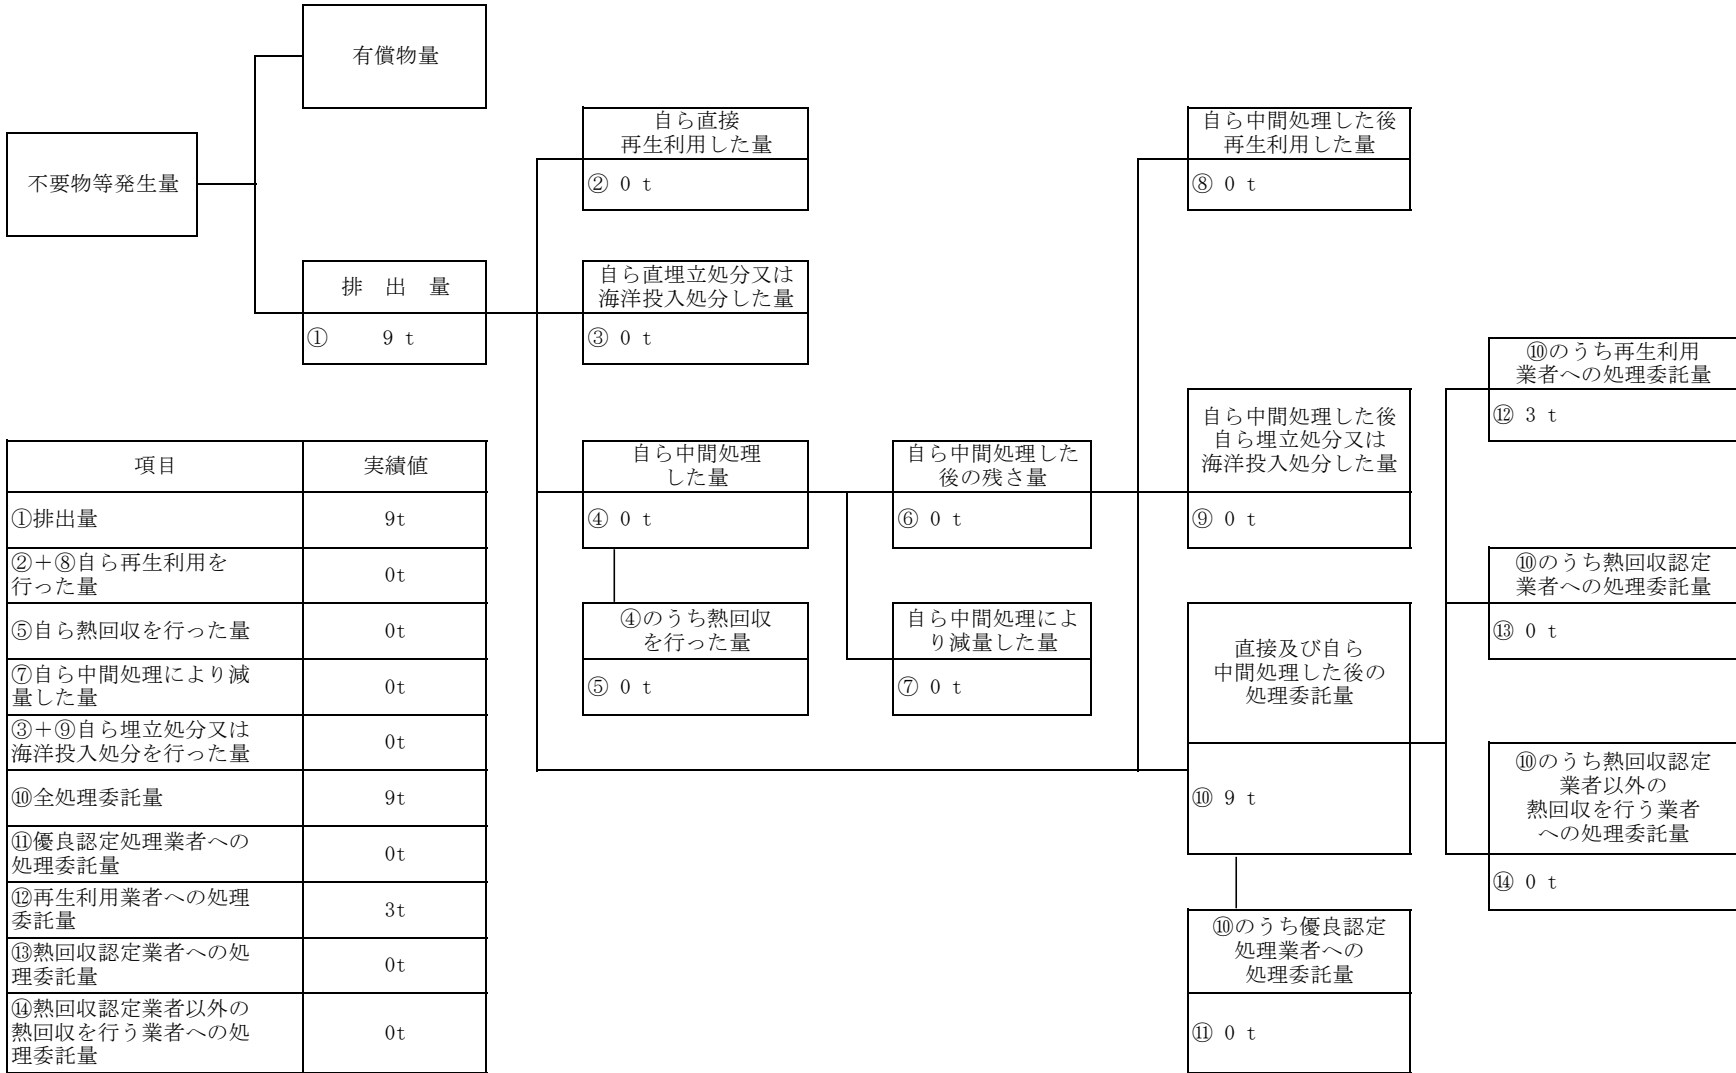 有償物量
不要物等発生量
排 出 量
① 9 t
自ら直接
再生利用した量
② 0 t
自ら直埋立処分又は
海洋投入処分した量
③ 0 t
自ら中間処理
した量
④ 0 t
④のうち熱回収
を行った量
⑤ 0 t
自ら中間処理した
後の残さ量
⑥ 0 t
自ら中間処理によ
り減量した量
⑦ 0 t
自ら中間処理した後
再生利用した量
⑧ 0 t
自ら中間処理した後
自ら埋立処分又は
海洋投入処分した量
⑨ 0 t
直接及び自ら
中間処理した後の
処理委託量
⑩ 9 t
⑩のうち優良認定
処理業者への
処理委託量
⑪ 0 t
⑩のうち再生利用
業者への処理委託量
⑫ 3 t
⑩のうち熱回収認定
業者への処理委託量
⑬ 0 t
⑩のうち熱回収認定
業者以外の
熱回収を行う業者
への処理委託量
⑭ 0 t
項目 実績値
①排出量 9t
②＋⑧自ら再生利用を
行った量 0t
⑤自ら熱回収を行った量 0t
⑦自ら中間処理により減
量した量 0t
③＋⑨自ら埋立処分又は
海洋投入処分を行った量 0t
⑩全処理委託量 9t
⑪優良認定処理業者への
処理委託量 0t
⑫再生利用業者への処理
委託量 3t
⑬熱回収認定業者への処
理委託量 0t
⑭熱回収認定業者以外の
熱回収を行う業者への処
理委託量 0t